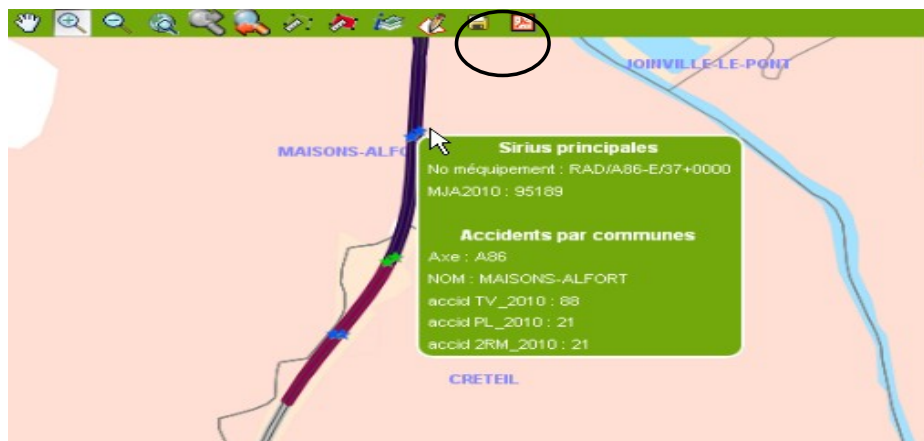 JOINVILLE-LE-PONT
MAISONS-ALFO
Sirius principales
No méquipement : RAD/A86-E/37+0000
MJA2010 : 95189
Accidents par communes
Axe : A86
NOM : MAISONS-ALFORT
accid TV_2010 : 88
accid PL_2010 : 21
accid 2RM_2010 : 21
CRETEIL